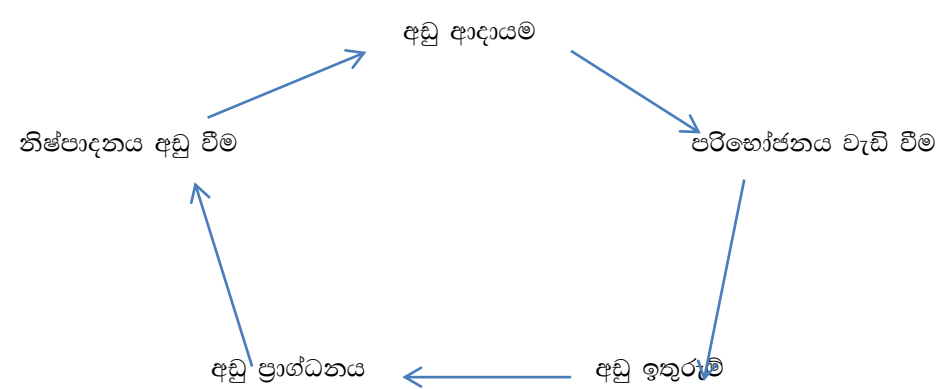 අඩු ආදායම
නිෂ්පාදනය අඩු වීම
පරිභෝජනය වැඩි වීම
අඩු ප්‍රාග්ධනය
අඩු ඉතුරුම්